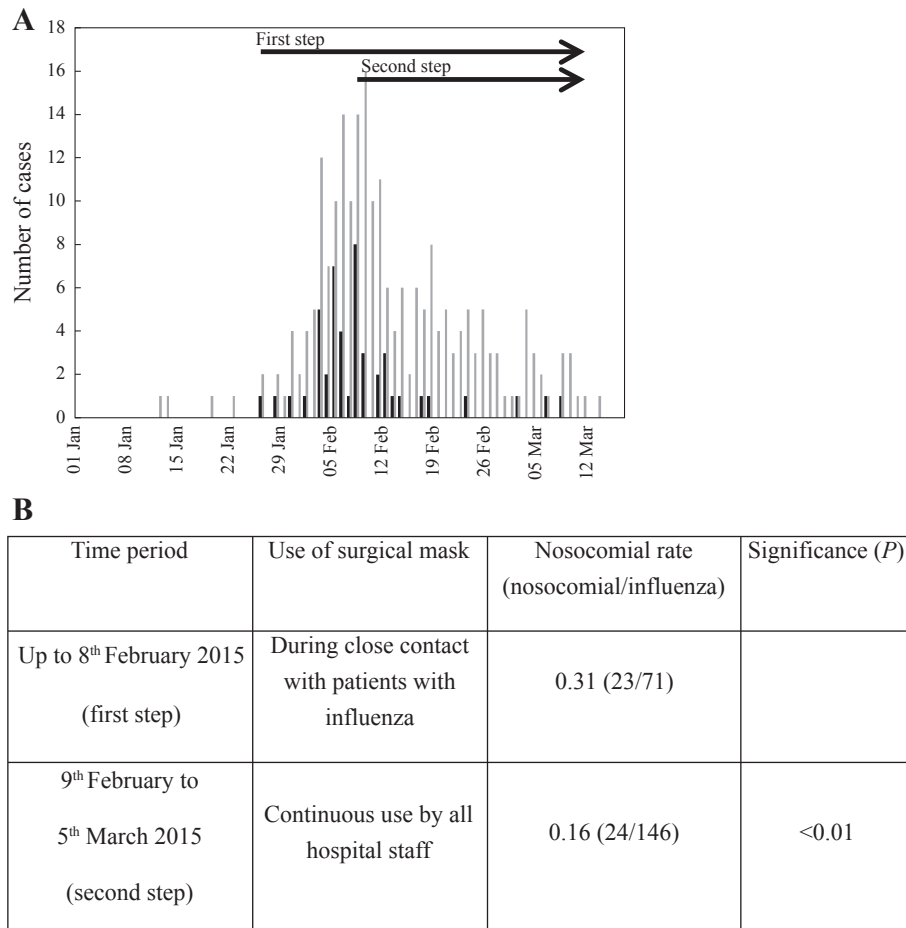 A
18
16
14
12
10
8
6
4
2
0
Number of cases
First step
Second step
01 Jan
08 Jan
15 Jan
22 Jan
29 Jan
05 Feb
12 Feb
19 Feb
26 Feb
05 Mar
12 Mar
B
Time period
Use of surgical mask
Nosocomial rate
(nosocomial/influenza)
Significance (P)
Up to 8th February 2015
(first step)
During close contact
with patients with
influenza
0.31 (23/71)
9th February to
5th March 2015
(second step)
Continuous use by all
hospital staff
0.16 (24/146)
<0.01